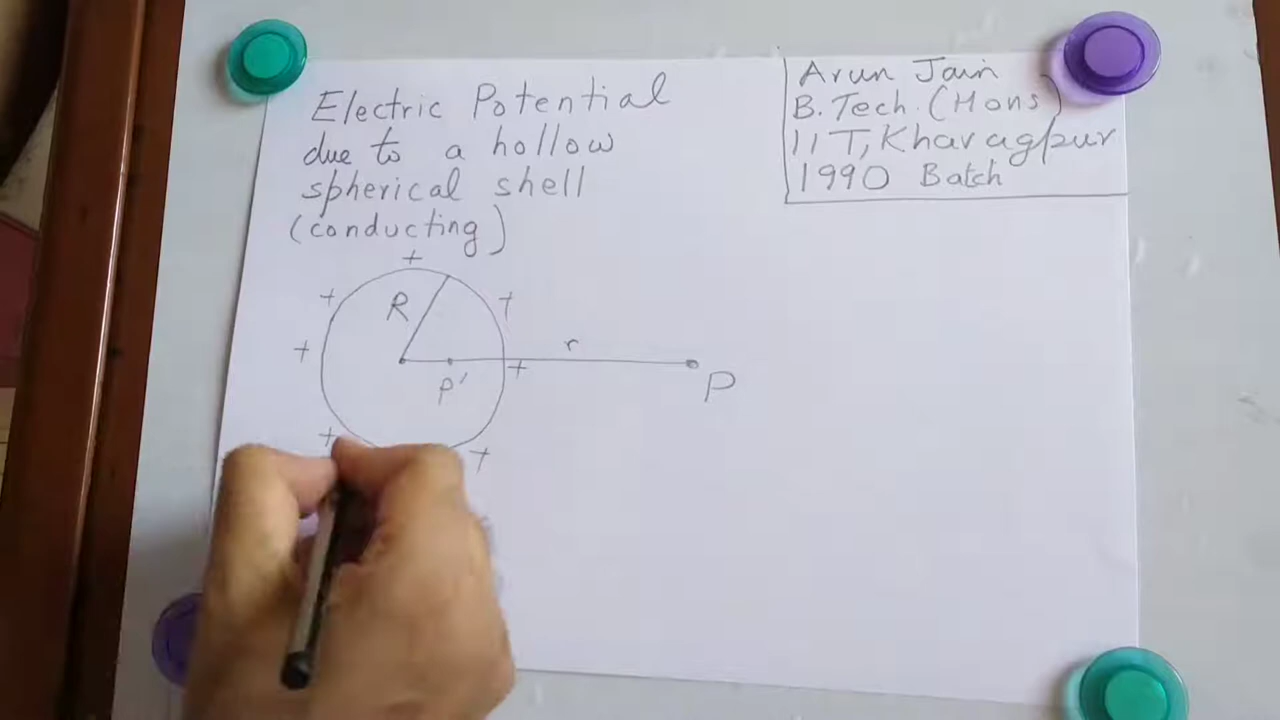 Electric Potential
due to a hollow
spherical shell
(conducting)
Arun Jain
B.Tech.(Hons)
IIT, Kharagpur
1990 Batch
+
+ +
R
+ r
+
P' P
+ +